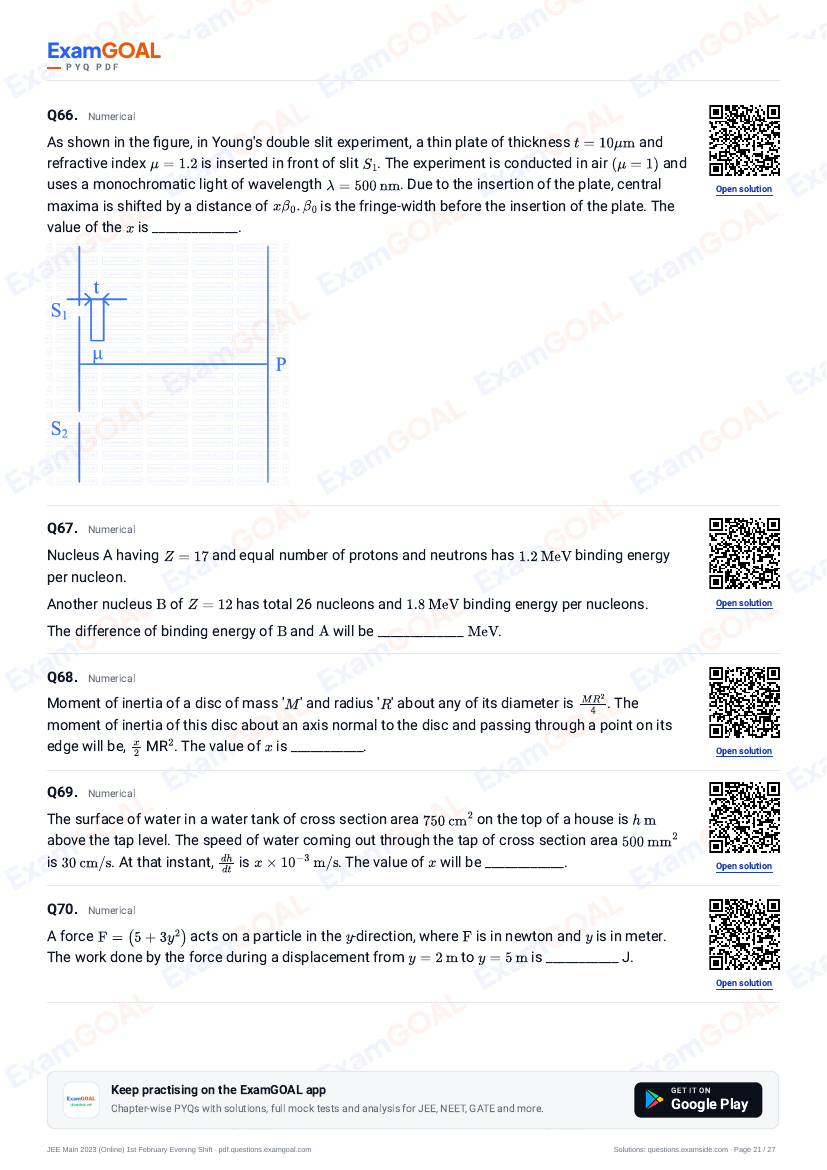 ExamGOAL
PYQ PDF
Q66. Numerical
As shown in the figure, in Young's double slit experiment, a thin plate of thickness t = 10μm and
refractive index μ = 1.2 is inserted in front of slit S₁. The experiment is conducted in air (μ = 1) and
uses a monochromatic light of wavelength λ = 500 nm. Due to the insertion of the plate, central
maxima is shifted by a distance of xβ₀. β₀ is the fringe-width before the insertion of the plate. The
value of the x is _____________.
Open solution
t
S₁
μ
P
S₂
Q67. Numerical
Nucleus A having Z = 17 and equal number of protons and neutrons has 1.2 MeV binding energy
per nucleon.
Another nucleus B of Z = 12 has total 26 nucleons and 1.8 MeV binding energy per nucleons.
The difference of binding energy of B and A will be _____________ MeV.
Open solution
Q68. Numerical
Moment of inertia of a disc of mass 'M' and radius 'R' about any of its diameter is MR²/4. The
moment of inertia of this disc about an axis normal to the disc and passing through a point on its
edge will be, x/2 MR². The value of x is ___________.
Open solution
Q69. Numerical
The surface of water in a water tank of cross section area 750 cm² on the top of a house is h m
above the tap level. The speed of water coming out through the tap of cross section area 500 mm²
is 30 cm/s. At that instant, dh/dt is x × 10⁻³ m/s. The value of x will be ____________.
Open solution
Q70. Numerical
A force F = (5 + 3y²) acts on a particle in the y-direction, where F is in newton and y is in meter.
The work done by the force during a displacement from y = 2 m to y = 5 m is ___________ J.
Open solution
Keep practising on the ExamGOAL app
Chapter-wise PYQs with solutions, full mock tests and analysis for JEE, NEET, GATE and more.
GET IT ON
Google Play
JEE Main 2023 (Online) 1st February Evening Shift · pdf.questions.examgoal.com
Solutions: questions.examside.com · Page 21 / 27